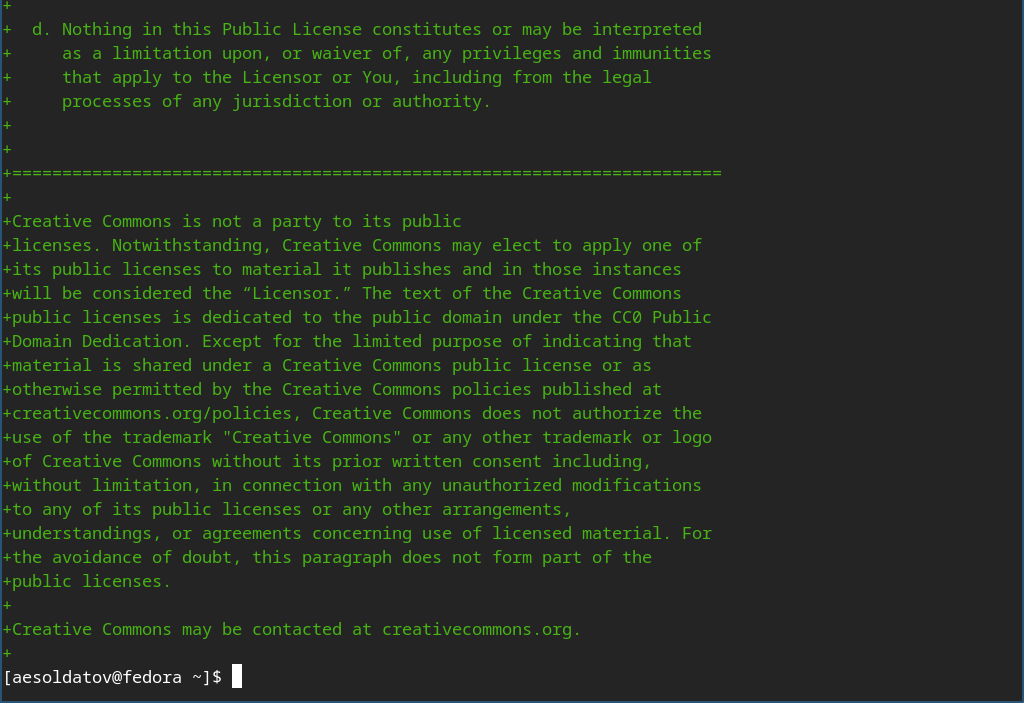 +
+  d. Nothing in this Public License constitutes or may be interpreted
+     as a limitation upon, or waiver of, any privileges and immunities
+     that apply to the Licensor or You, including from the legal
+     processes of any jurisdiction or authority.
+
+
+=======================================================================
+
+Creative Commons is not a party to its public
+licenses. Notwithstanding, Creative Commons may elect to apply one of
+its public licenses to material it publishes and in those instances
+will be considered the “Licensor.” The text of the Creative Commons
+public licenses is dedicated to the public domain under the CC0 Public
+Domain Dedication. Except for the limited purpose of indicating that
+material is shared under a Creative Commons public license or as
+otherwise permitted by the Creative Commons policies published at
+creativecommons.org/policies, Creative Commons does not authorize the
+use of the trademark "Creative Commons" or any other trademark or logo
+of Creative Commons without its prior written consent including,
+without limitation, in connection with any unauthorized modifications
+to any of its public licenses or any other arrangements,
+understandings, or agreements concerning use of licensed material. For
+the avoidance of doubt, this paragraph does not form part of the
+public licenses.
+
+Creative Commons may be contacted at creativecommons.org.
+
[aesoldatov@fedora ~]$